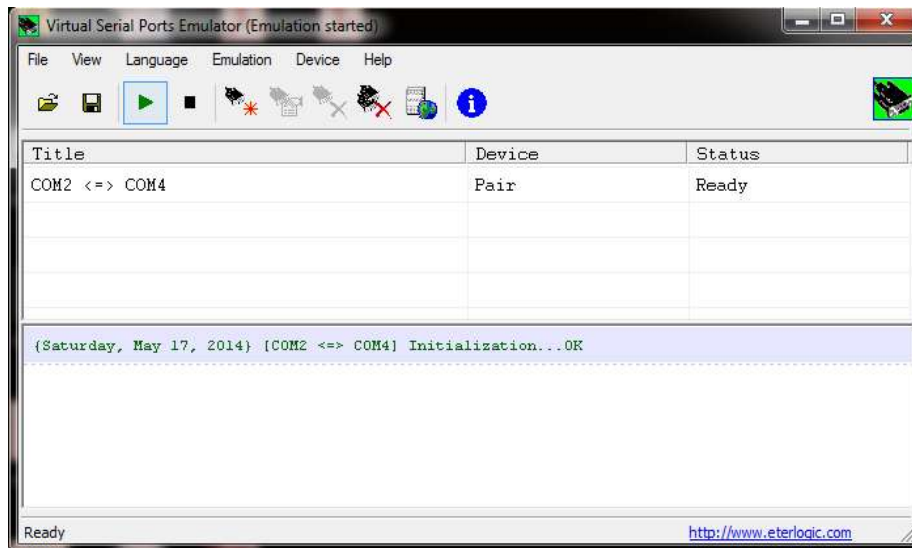 Virtual Serial Ports Emulator (Emulation started)
File View Language Emulation Device Help
Title Device Status
COM2 <=> COM4 Pair Ready
{Saturday, May 17, 2014} [COM2 <=> COM4] Initialization...OK
Ready http://www.eterlogic.com